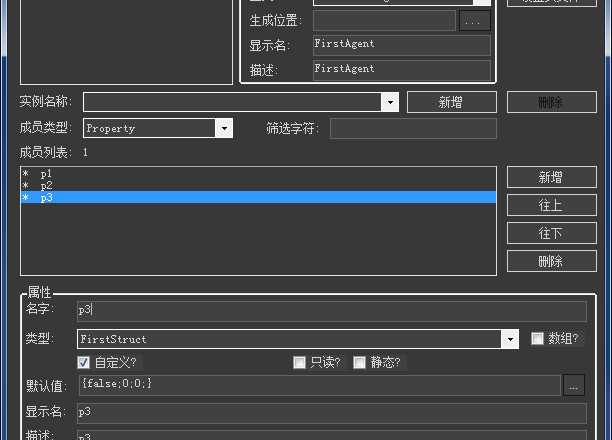 生成位置: ...
显示名: FirstAgent
描述: FirstAgent
实例名称: 新增 删除
成员类型: Property 筛选字符:
成员列表: 1
* p1
* p2
* p3
新增
往上
往下
删除
属性
名字: p3
类型: FirstStruct 数组?
自定义? 只读? 静态?
默认值: {false;0;0;} ...
显示名: p3
描述: p3